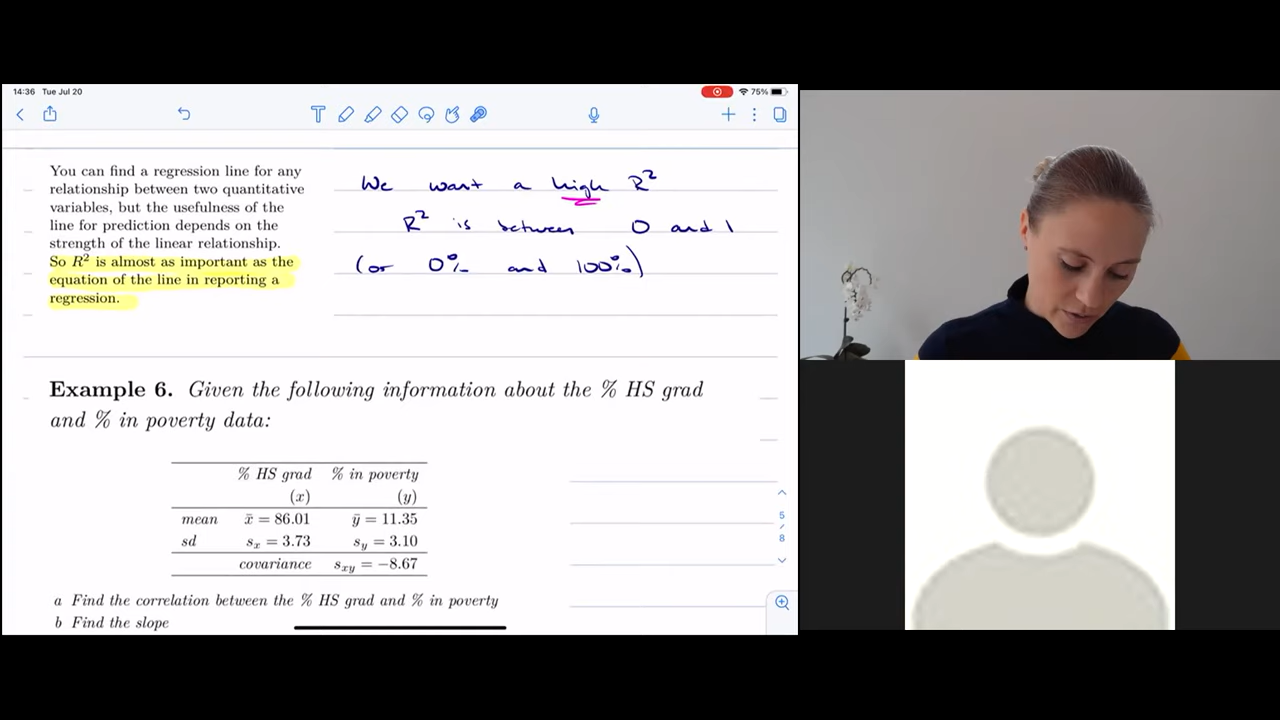 14:36 Tue Jul 20
75%
You can find a regression line for any
relationship between two quantitative
variables, but the usefulness of the
line for prediction depends on the
strength of the linear relationship.
So R² is almost as important as the
equation of the line in reporting a
regression.
We want a high R²
R² is between 0 and 1
(or 0% and 100%)
Example 6. Given the following information about the % HS grad
and % in poverty data:
% HS grad % in poverty
(x) (y)
mean x̄ = 86.01 ȳ = 11.35
sd sₓ = 3.73 s_y = 3.10
covariance s_xy = −8.67
a Find the correlation between the % HS grad and % in poverty
b Find the slope
5
/
8